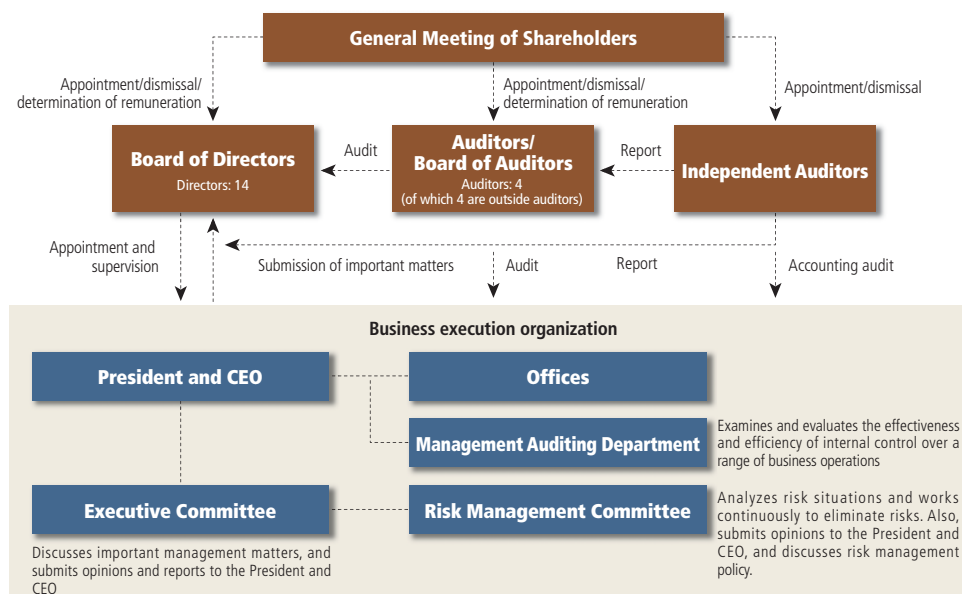 General Meeting of Shareholders
Appointment/dismissal/
determination of remuneration
Appointment/dismissal/
determination of remuneration
Appointment/dismissal
Board of Directors
Directors: 14
Audit
Auditors/
Board of Auditors
Auditors: 4
(of which 4 are outside auditors)
Report
Independent Auditors
Appointment and
supervision
Submission of important matters
Audit
Report
Accounting audit
Business execution organization
President and CEO
Offices
Management Auditing Department
Examines and evaluates the effectiveness
and efficiency of internal control over a
range of business operations
Executive Committee
Discusses important management matters, and
submits opinions and reports to the President and
CEO
Risk Management Committee
Analyzes risk situations and works
continuously to eliminate risks. Also,
submits opinions to the President and
CEO, and discusses risk management
policy.